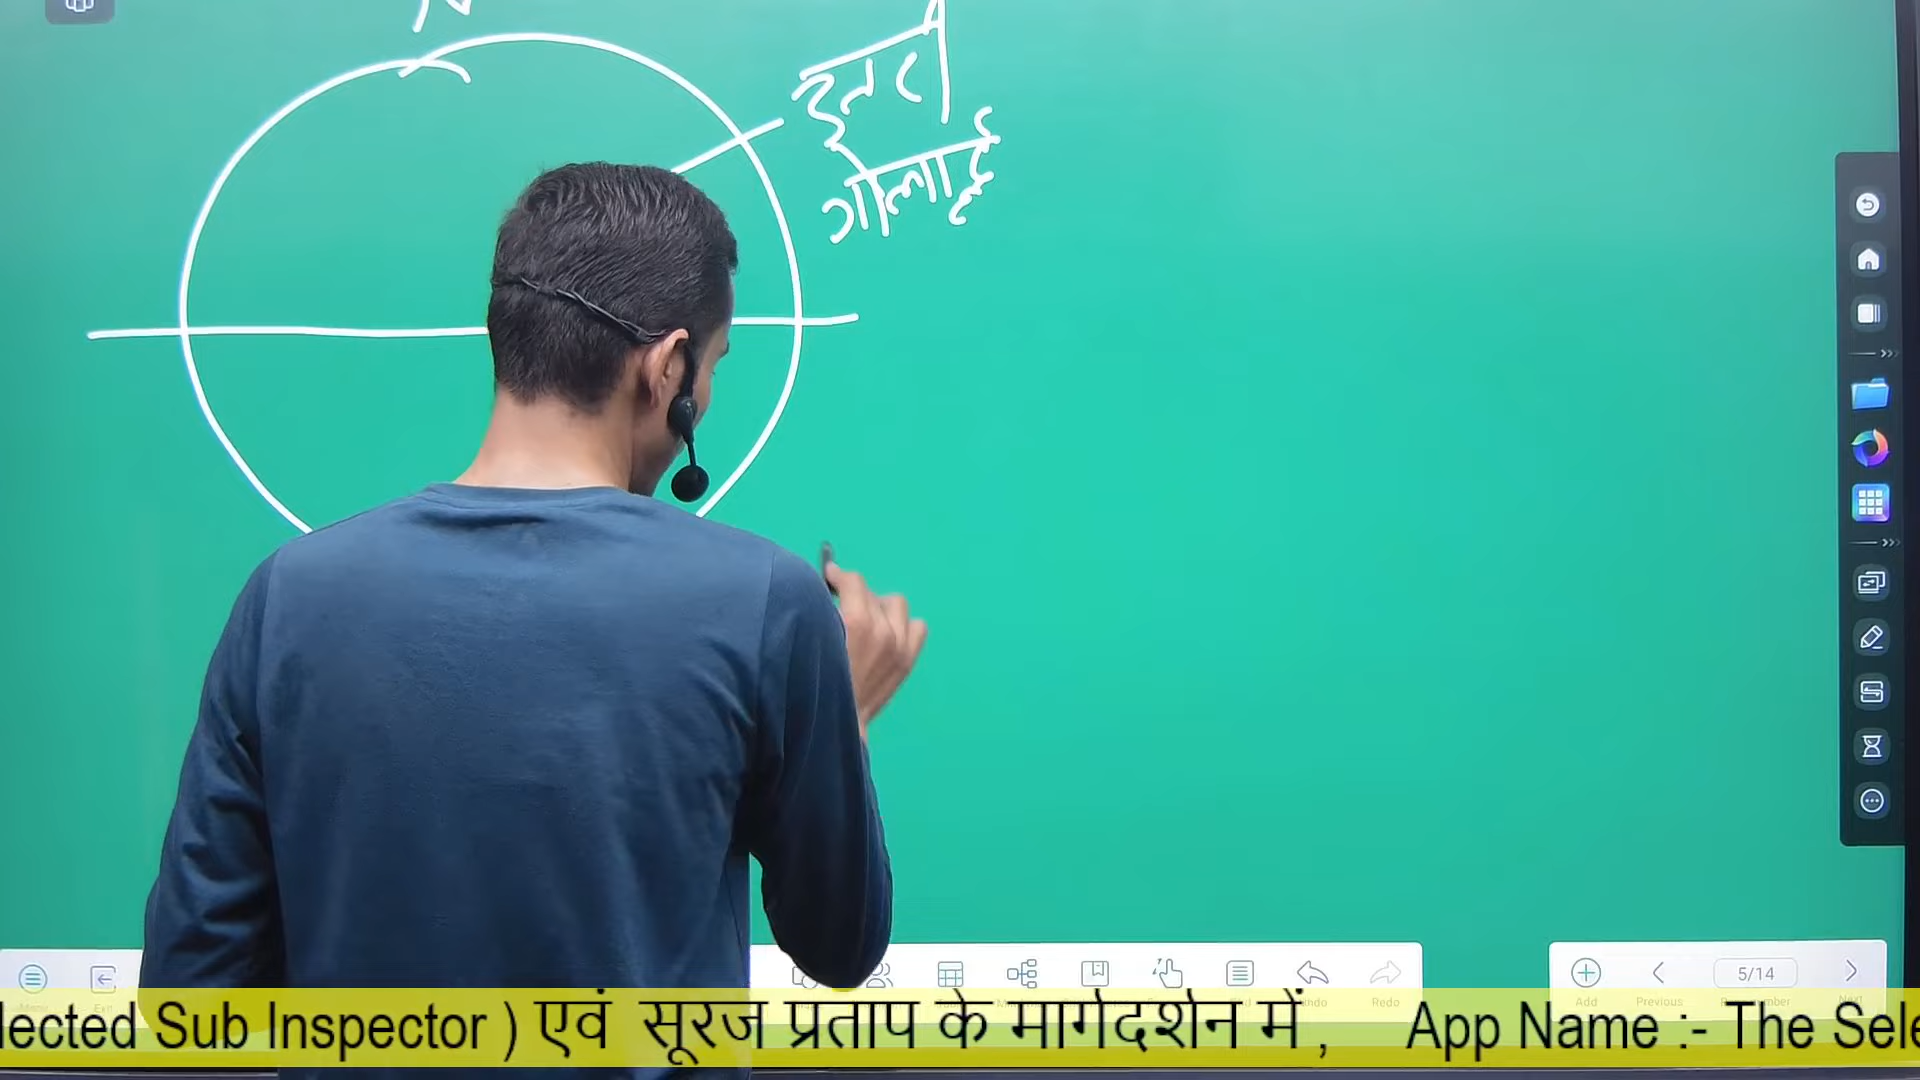 N
उत्तरी
गोलार्द्ध
5/14
Add
Previous
Next
Redo
lected Sub Inspector ) एवं सूरज प्रताप के मार्गदर्शन में , App Name :- The Sele